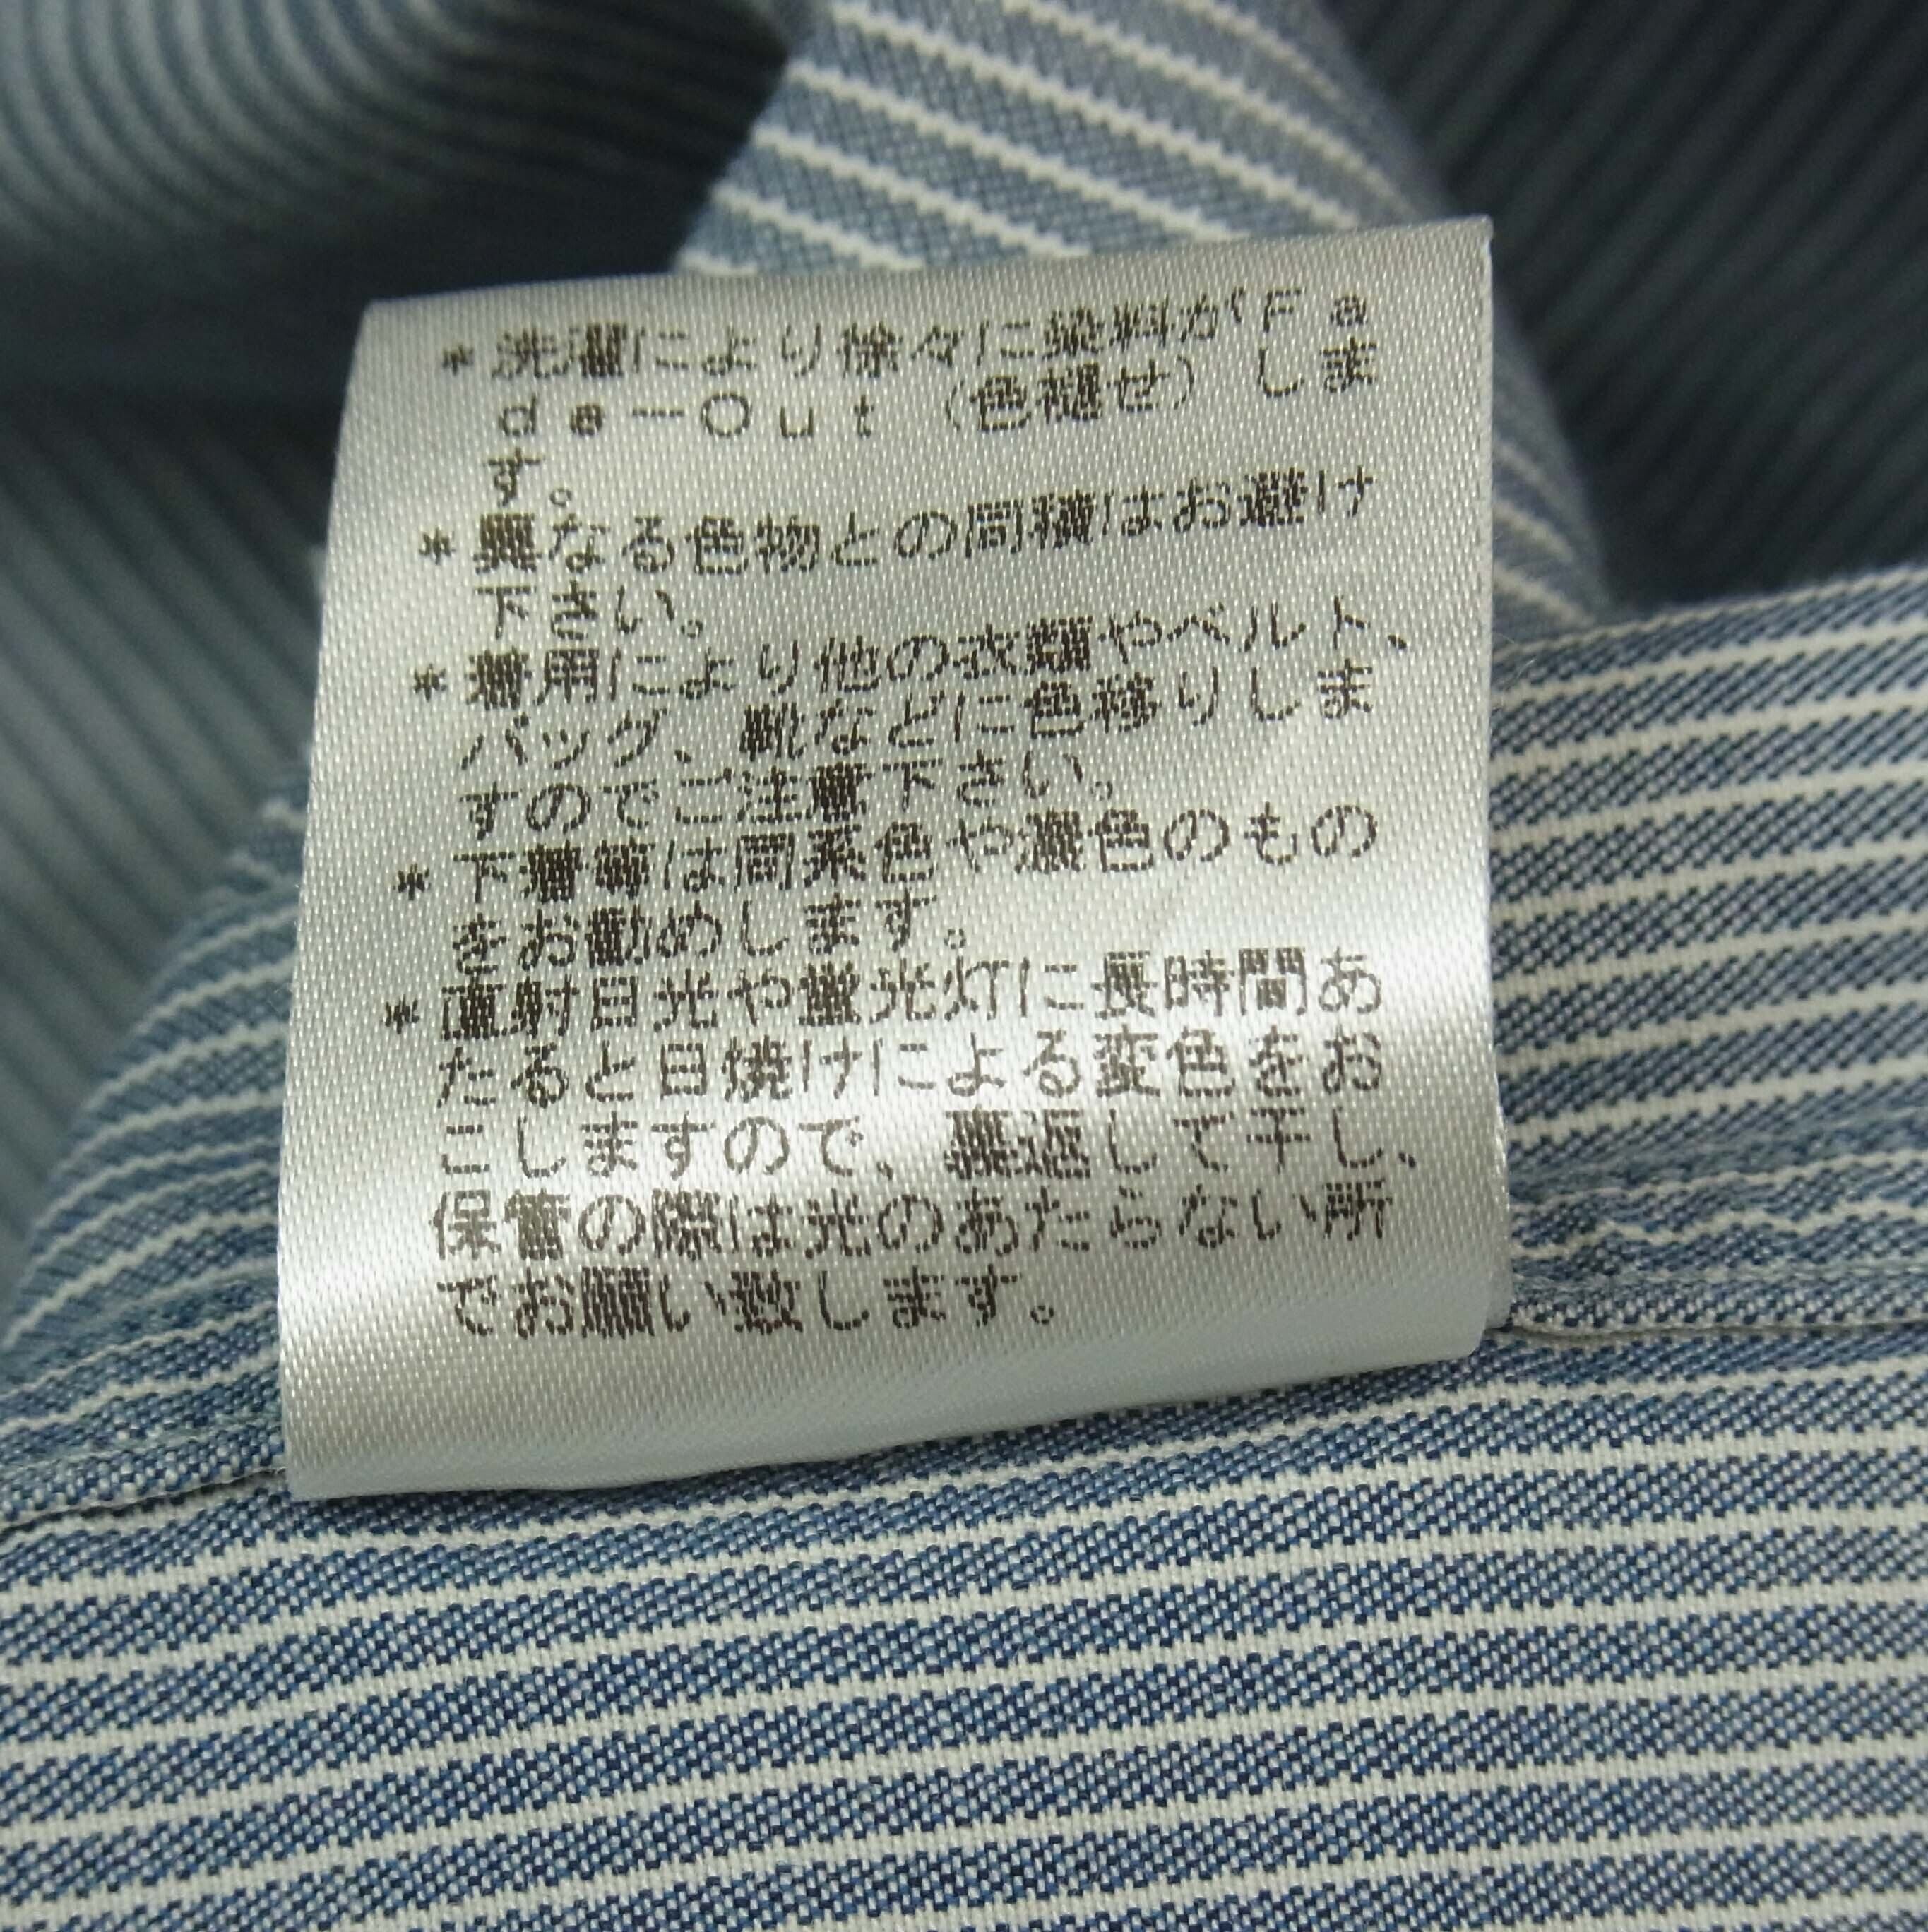 ＊洗濯により徐々に染料がＦａ
ｄｅ－Ｏｕｔ（色褪せ）しま
す。
＊異なる色物との同積はお避け
下さい。
＊着用により他の衣類やベルト、
バッグ、靴などに色移りしま
すのでご注意下さい。
＊下着等は同系色や濃色のもの
をお勧めします。
＊直射日光や蛍光灯に長時間あ
たると日焼けによる変色をお
こしますので、裏返して干し、
保管の際は光のあたらない所
でお願い致します。